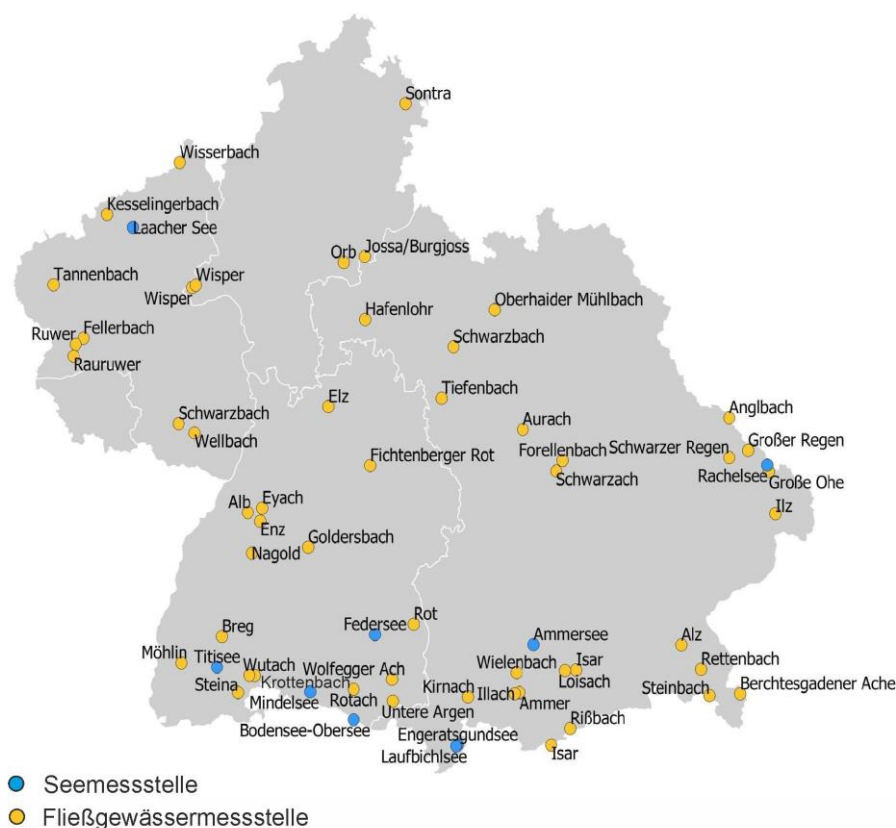 Sontra
Wisserbach
Kesselingerbach
Laacher See
Orb
Jossa/Burgjoss
Tannenbach
Wisper
Wisper
Hafenlohr
Oberhaider Mühlbach
Ruwer
Fellerbach
Rauruwer
Schwarzbach
Tiefenbach
Elz
Schwarzbach
Wellbach
Aurach
Anglbach
Forellenbach
Schwarzer Regen
Großer Regen
Fichtenberger Rot
Schwarzach
Rachelsee
Große Ohe
Alb
Eyach
Enz
Ilz
Goldersbach
Nagold
Rot
Federsee
Breg
Ammersee
Alz
Möhlin
Titisee
Wutach
Wolfegger Ach
Wielenbach
Isar
Rettenbach
Steina
Krottenbach
Loisach
Kirnach
Illach
Steinbach
Berchtesgadener Ache
Mindelsee
Rotach
Ammer
Untere Argen
Bodensee-Obersee
Rißbach
Engeratsgundsee
Laufbichlsee
Isar
Seemessstelle
Fließgewässermessstelle